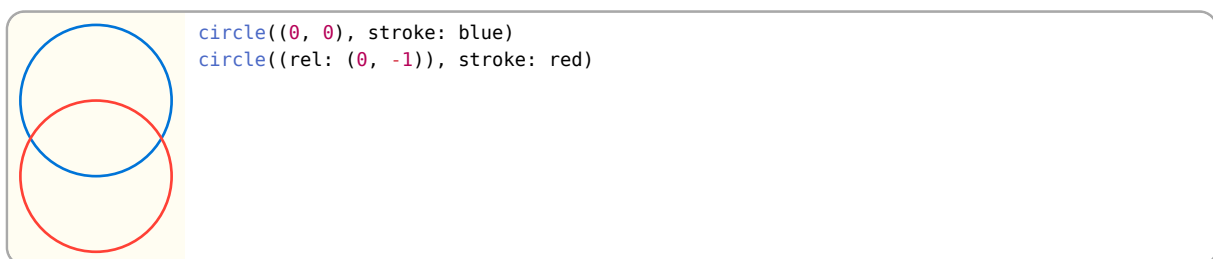 circle((0, 0), stroke: blue)
circle((rel: (0, -1)), stroke: red)